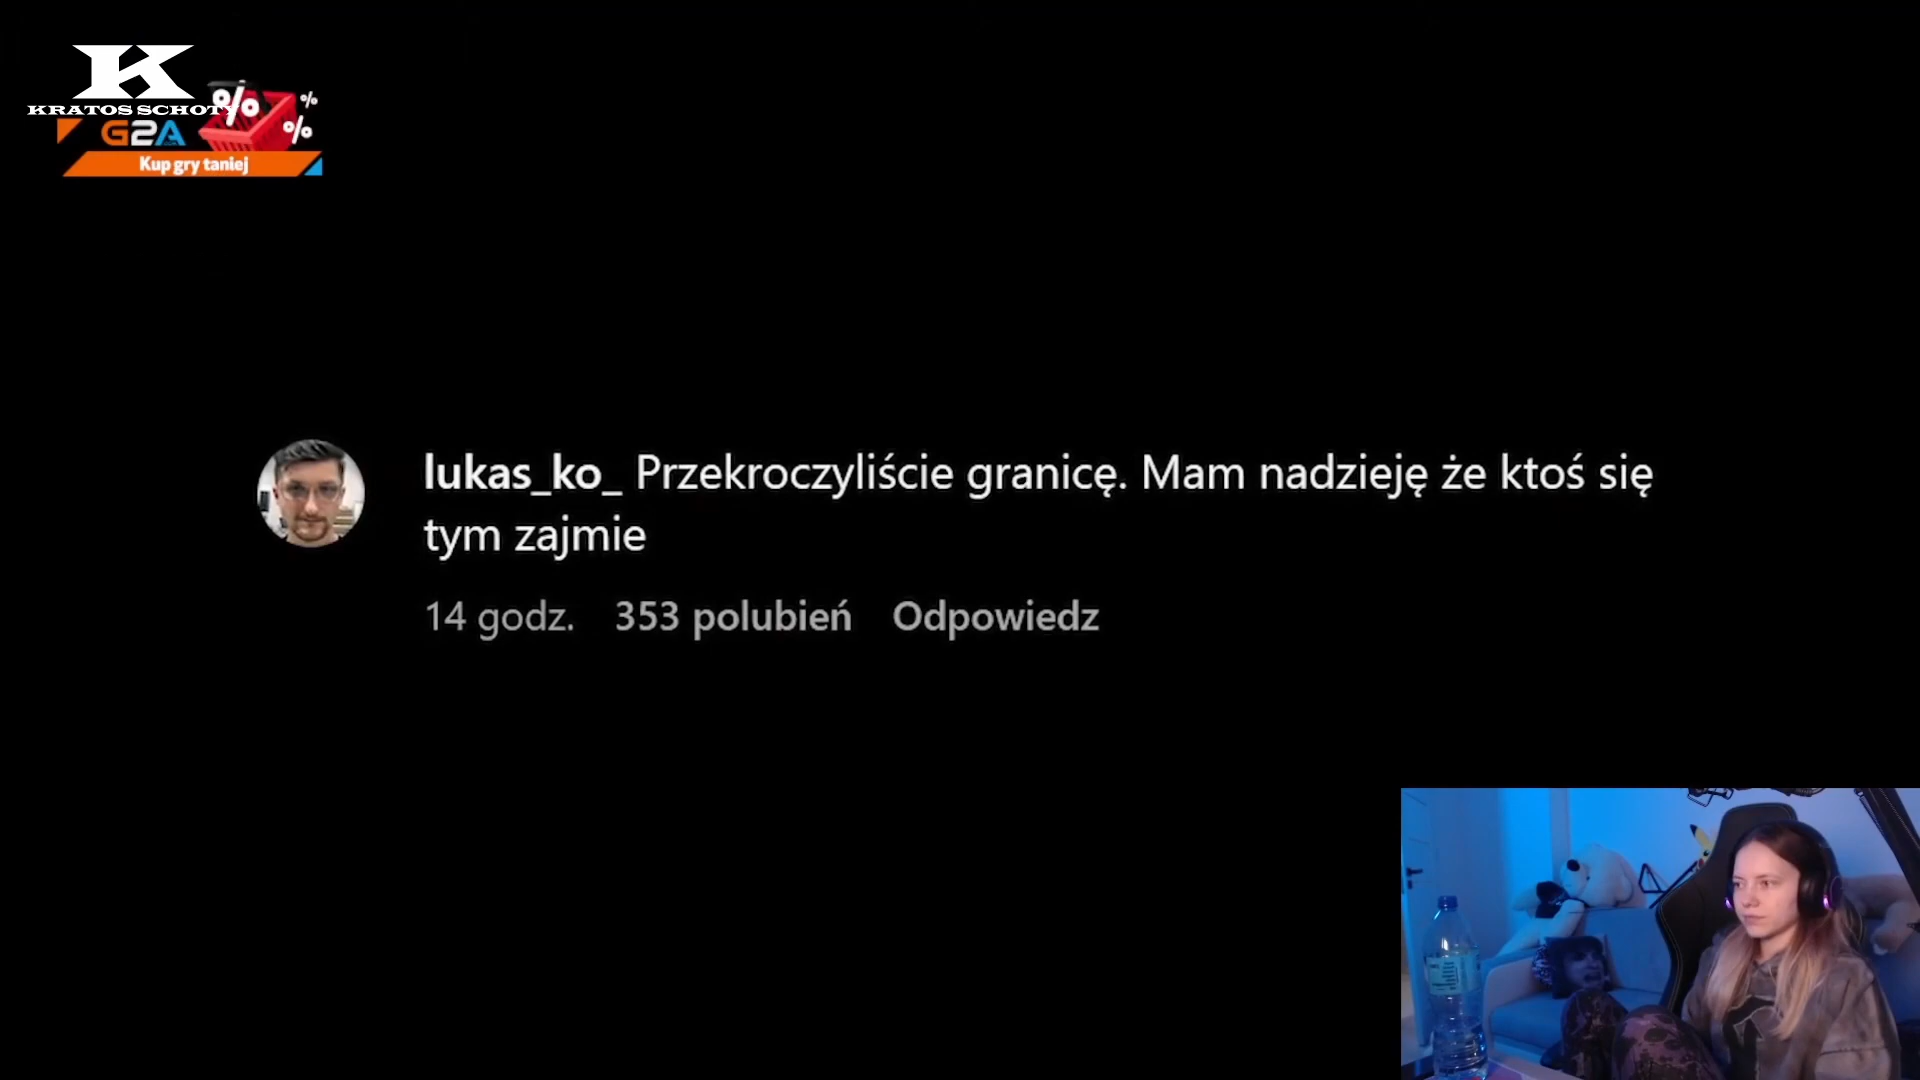 K
KRATOS SCHOTY
G2A
Kup gry taniej
lukas_ko_ Przekroczyliście granicę. Mam nadzieję że ktoś się
tym zajmie
14 godz. 353 polubień Odpowiedz